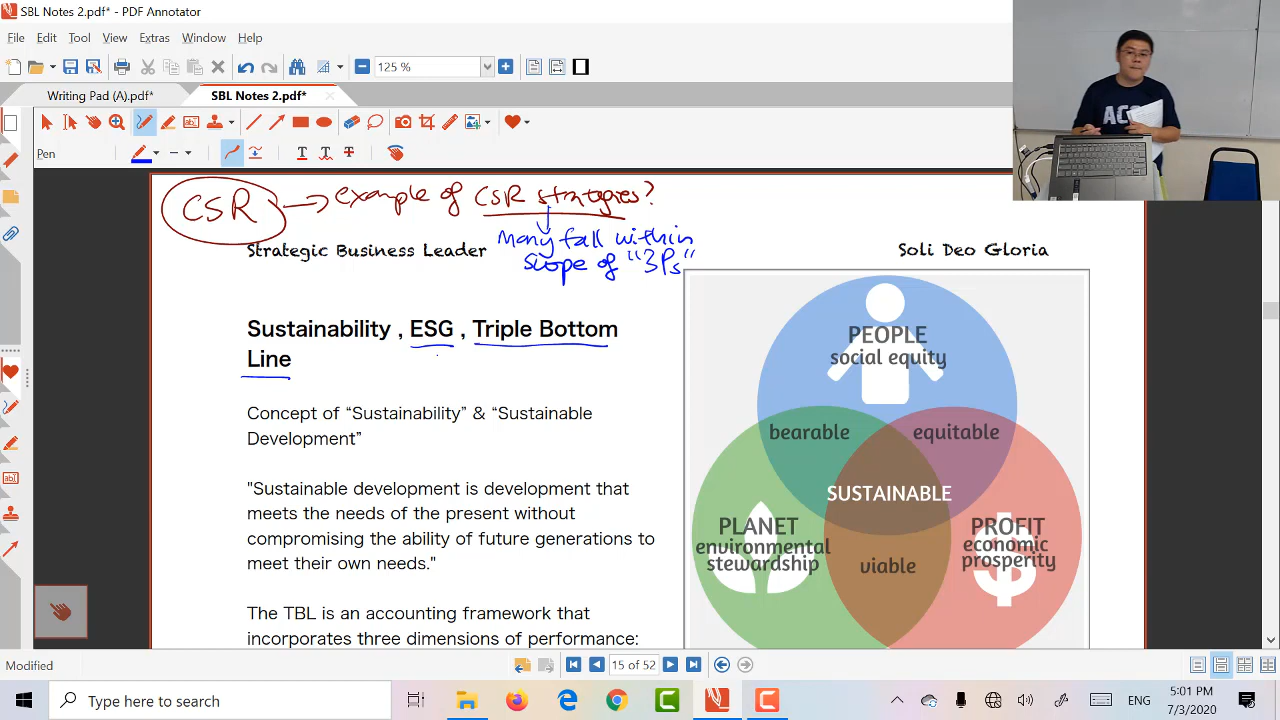 SBL Notes 2.pdf* - PDF Annotator
File Edit Tool View Extras Window Help
125 %
Writing Pad (A).pdf*
SBL Notes 2.pdf*
Pen
CSR → example of CSR strategies?
Many fall within
scope of "3Ps"
Strategic Business Leader
Soli Deo Gloria
Sustainability , ESG , Triple Bottom
Line
Concept of “Sustainability” & “Sustainable
Development”
"Sustainable development is development that
meets the needs of the present without
compromising the ability of future generations to
meet their own needs."
The TBL is an accounting framework that
incorporates three dimensions of performance:
PEOPLE
social equity
bearable
equitable
SUSTAINABLE
PLANET
environmental
stewardship
PROFIT
economic
prosperity
viable
$
ACC
Modified
15 of 52
Type here to search
ENG
5:01 PM
7/3/2020